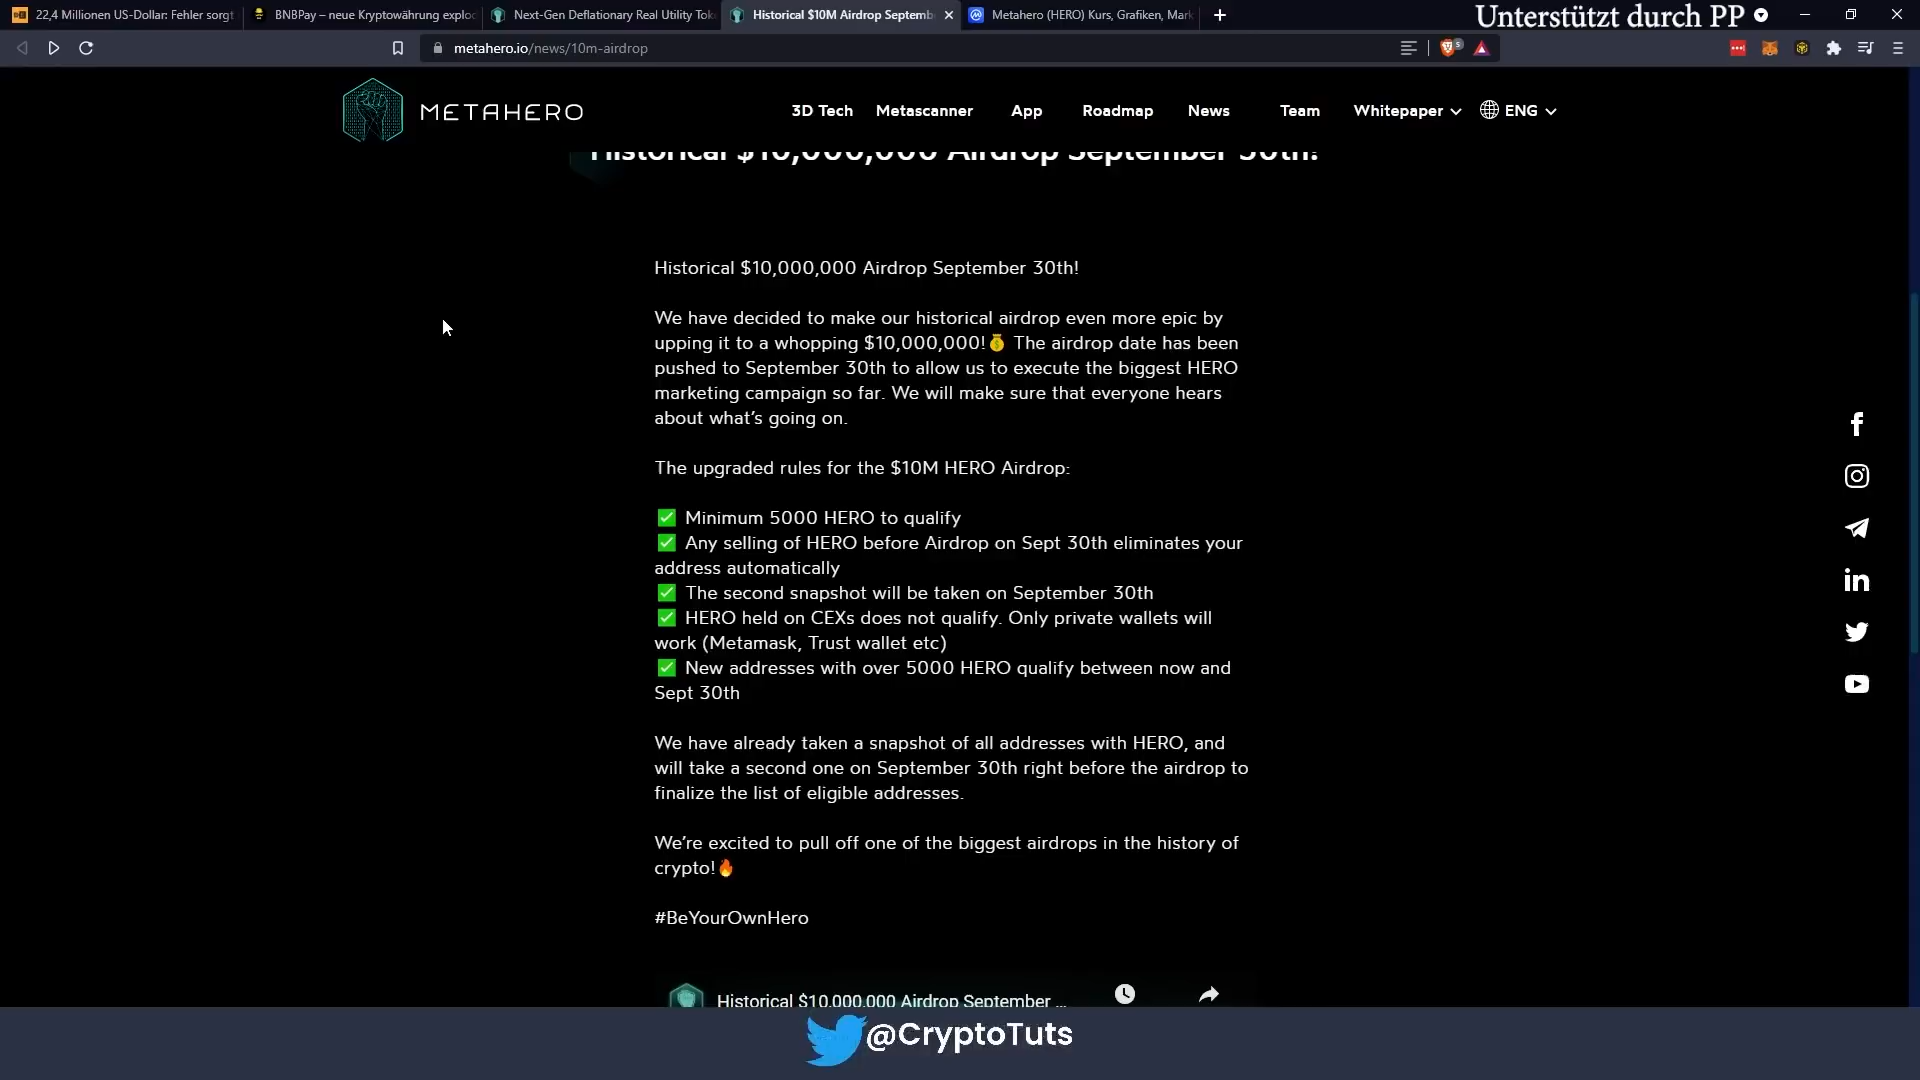 22,4 Millionen US-Dollar: Fehler sorgt
BNBPay – neue Kryptowährung explo
Next-Gen Deflationary Real Utility Tok
Historical $10M Airdrop Septemb
Metahero (HERO) Kurs, Grafiken, Mark
Unterstützt durch PP
metahero.io/news/10m-airdrop
METAHERO
3D Tech
Metascanner
App
Roadmap
News
Team
Whitepaper
ENG
Historical $10,000,000 Airdrop September 30th!
Historical $10,000,000 Airdrop September 30th!
We have decided to make our historical airdrop even more epic by
upping it to a whopping $10,000,000!💰 The airdrop date has been
pushed to September 30th to allow us to execute the biggest HERO
marketing campaign so far. We will make sure that everyone hears
about what's going on.
The upgraded rules for the $10M HERO Airdrop:
✅ Minimum 5000 HERO to qualify
✅ Any selling of HERO before Airdrop on Sept 30th eliminates your
address automatically
✅ The second snapshot will be taken on September 30th
✅ HERO held on CEXs does not qualify. Only private wallets will
work (Metamask, Trust wallet etc)
✅ New addresses with over 5000 HERO qualify between now and
Sept 30th
We have already taken a snapshot of all addresses with HERO, and
will take a second one on September 30th right before the airdrop to
finalize the list of eligible addresses.
We're excited to pull off one of the biggest airdrops in the history of
crypto!🔥
#BeYourOwnHero
Historical $10,000,000 Airdrop September ...
@CryptoTuts